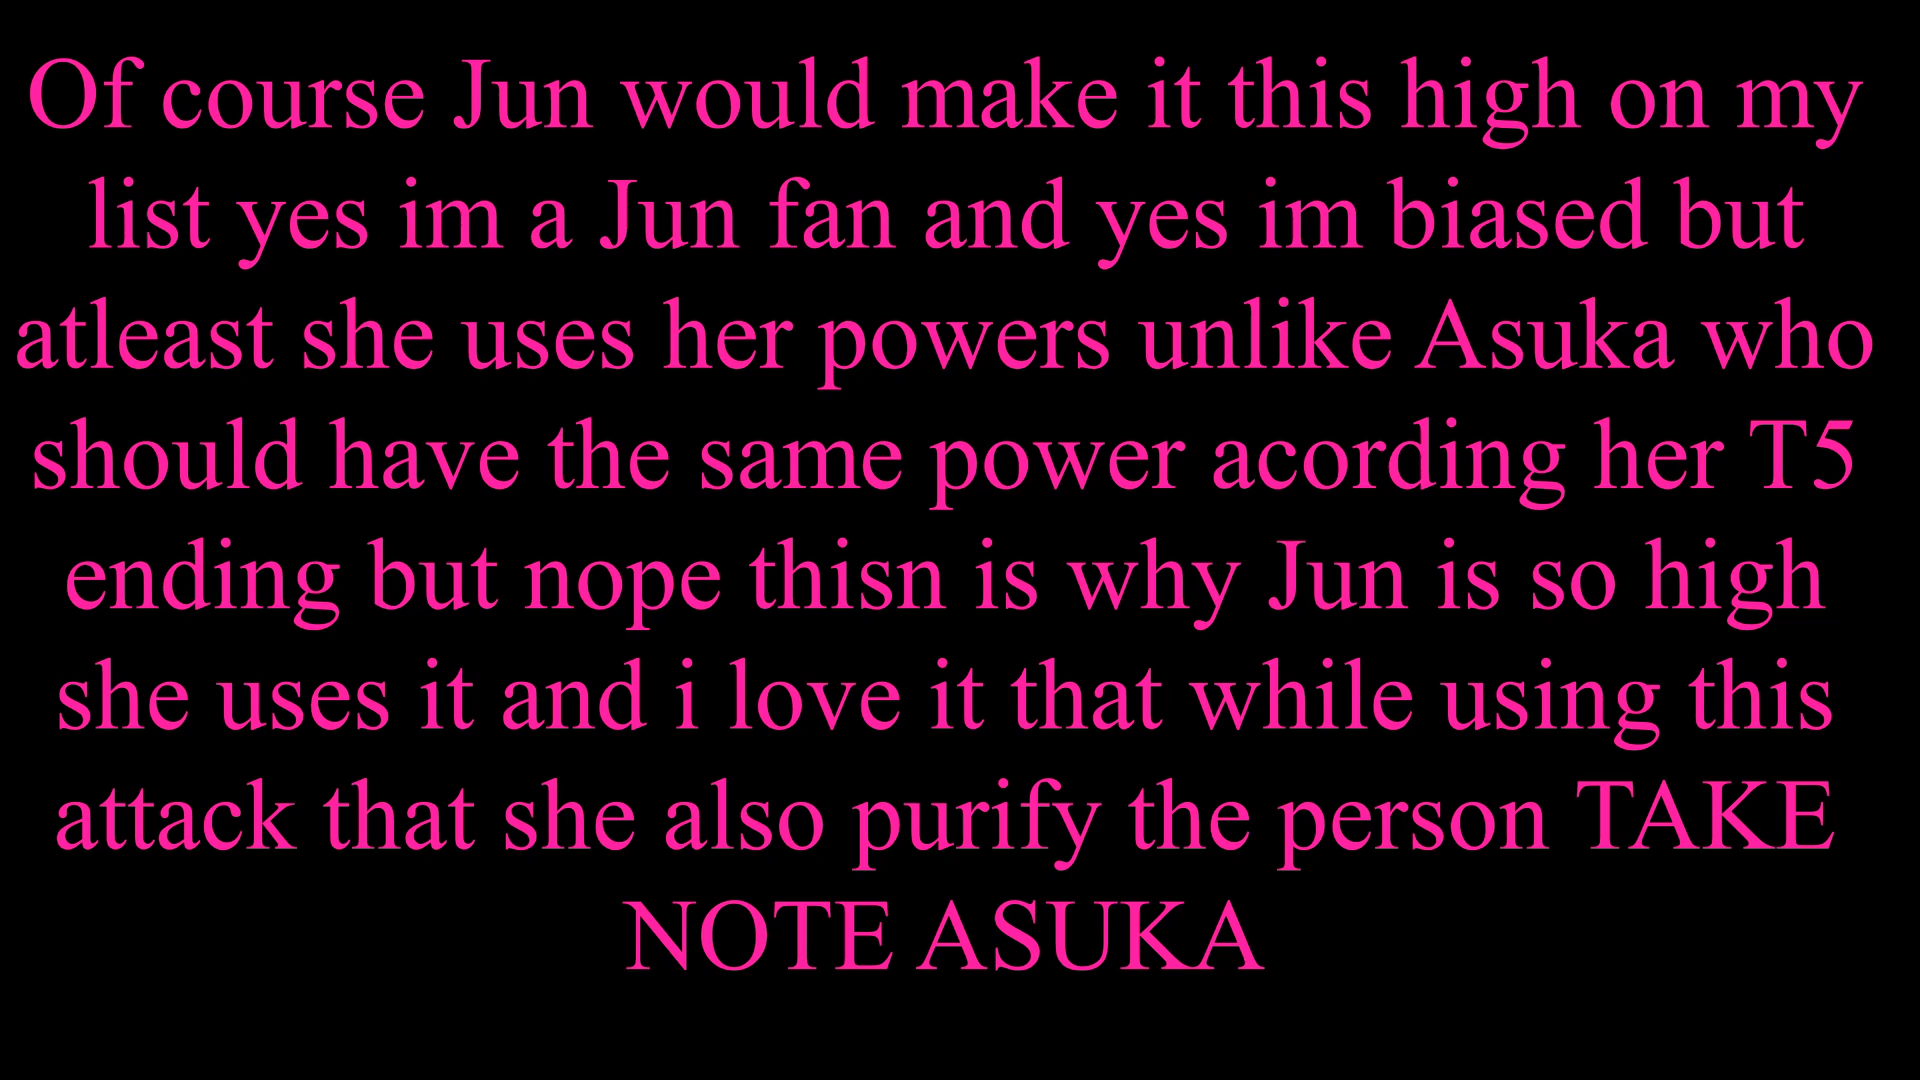 Of course Jun would make it this high on my
list yes im a Jun fan and yes im biased but
atleast she uses her powers unlike Asuka who
should have the same power acording her T5
ending but nope thisn is why Jun is so high
she uses it and i love it that while using this
attack that she also purify the person TAKE
NOTE ASUKA